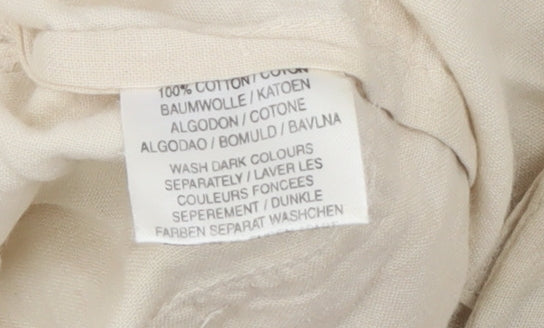 100% COTTON / COTON
BAUMWOLLE / KATOEN
ALGODON / COTONE
ALGODAO / BOMULD / BAVLNA
WASH DARK COLOURS
SEPARATELY / LAVER LES
COULEURS FONCEES
SEPEREMENT / DUNKLE
FARBEN SEPARAT WASHCHEN